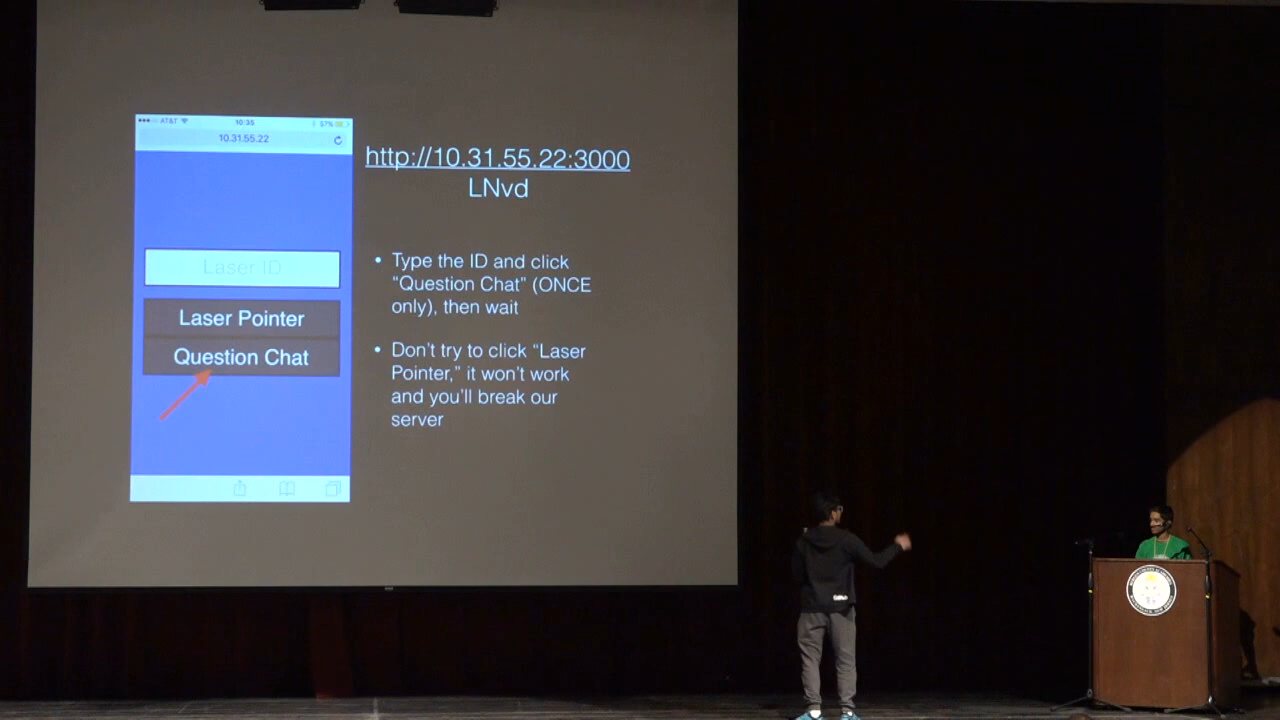 AT&T 10:35 57%
10.31.55.22
Laser ID
Laser Pointer
Question Chat
http://10.31.55.22:3000
LNvd
• Type the ID and click
“Question Chat” (ONCE
only), then wait
• Don’t try to click “Laser
Pointer,” it won’t work
and you’ll break our
server